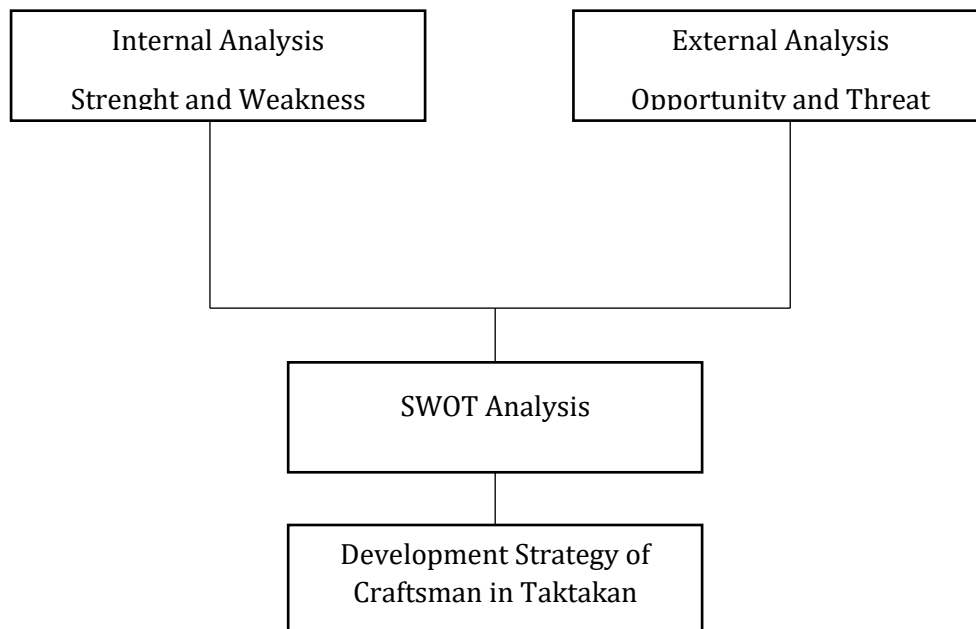 Internal Analysis
Strenght and Weakness
External Analysis
Opportunity and Threat
SWOT Analysis
Development Strategy of
Craftsman in Taktakan